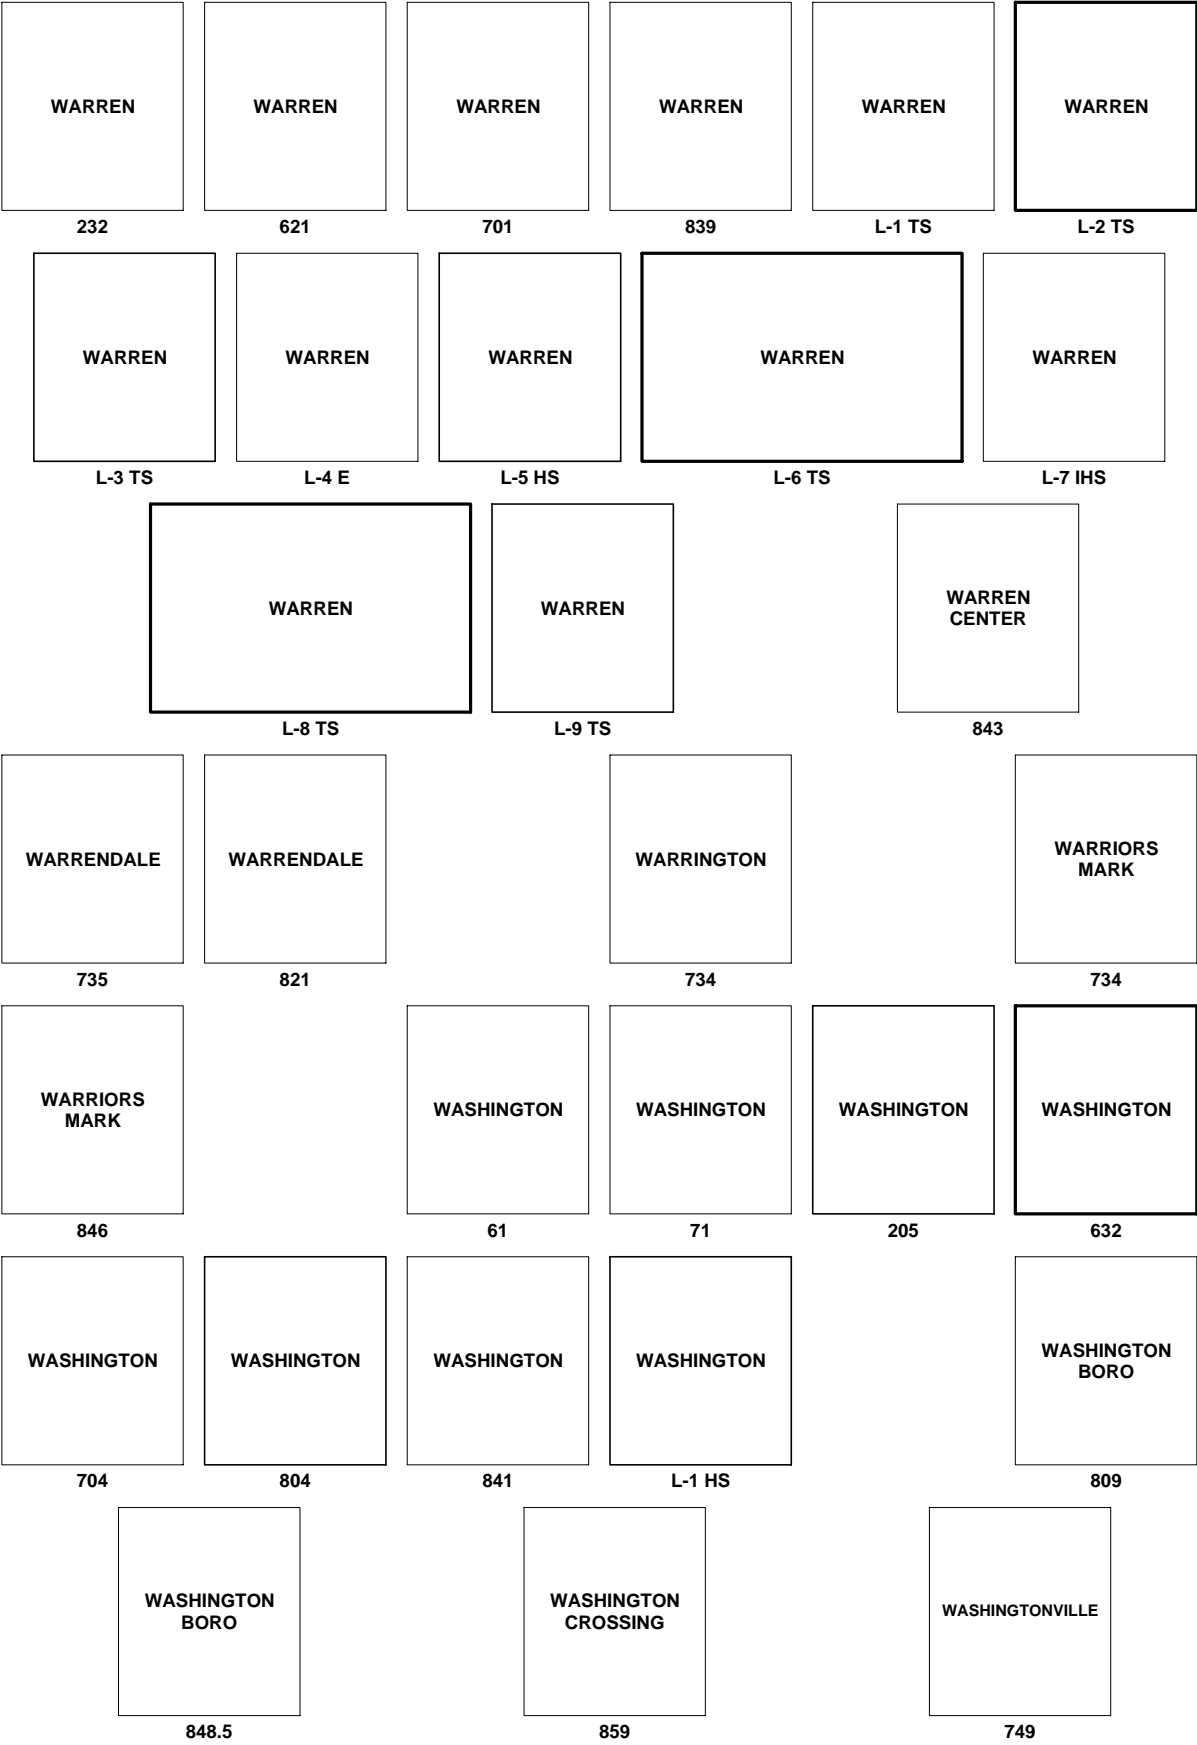 WARREN WARREN WARREN WARREN WARREN WARREN
232 621 701 839 L-1 TS L-2 TS
WARREN WARREN WARREN WARREN WARREN
L-3 TS L-4 E L-5 HS L-6 TS L-7 IHS
WARREN WARREN WARREN
CENTER
L-8 TS L-9 TS 843
WARRENDALE WARRENDALE WARRINGTON WARRIORS
MARK
735 821 734 734
WARRIORS
MARK WASHINGTON WASHINGTON WASHINGTON WASHINGTON
846 61 71 205 632
WASHINGTON WASHINGTON WASHINGTON WASHINGTON WASHINGTON
BORO
704 804 841 L-1 HS 809
WASHINGTON
BORO
WASHINGTON
CROSSING
WASHINGTONVILLE
848.5 859 749